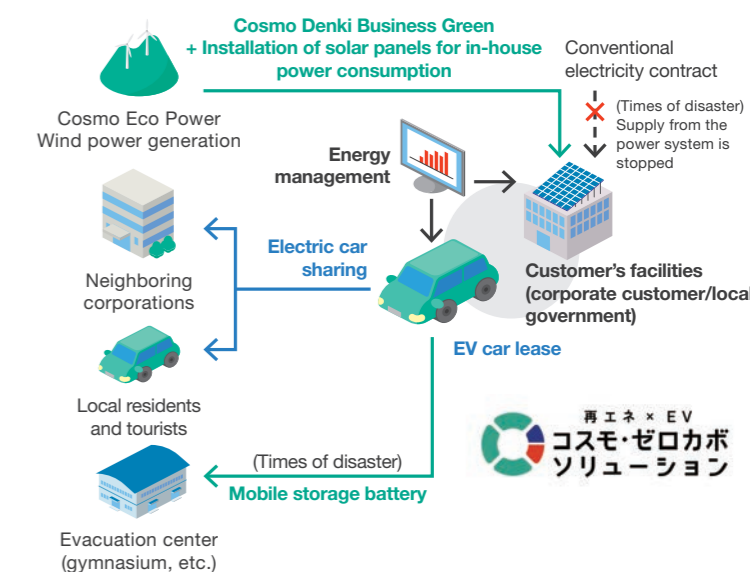 Cosmo Denki Business Green
+ Installation of solar panels for in-house
power consumption
Conventional
electricity contract
(Times of disaster)
Supply from the
power system is
stopped
Cosmo Eco Power
Wind power generation
Energy
management
Electric car
sharing
Neighboring
corporations
Customer's facilities
(corporate customer/local
government)
EV car lease
Local residents
and tourists
再エネ × EV
コスモ・ゼロカボ
ソリューション
(Times of disaster)
Mobile storage battery
Evacuation center
(gymnasium, etc.)